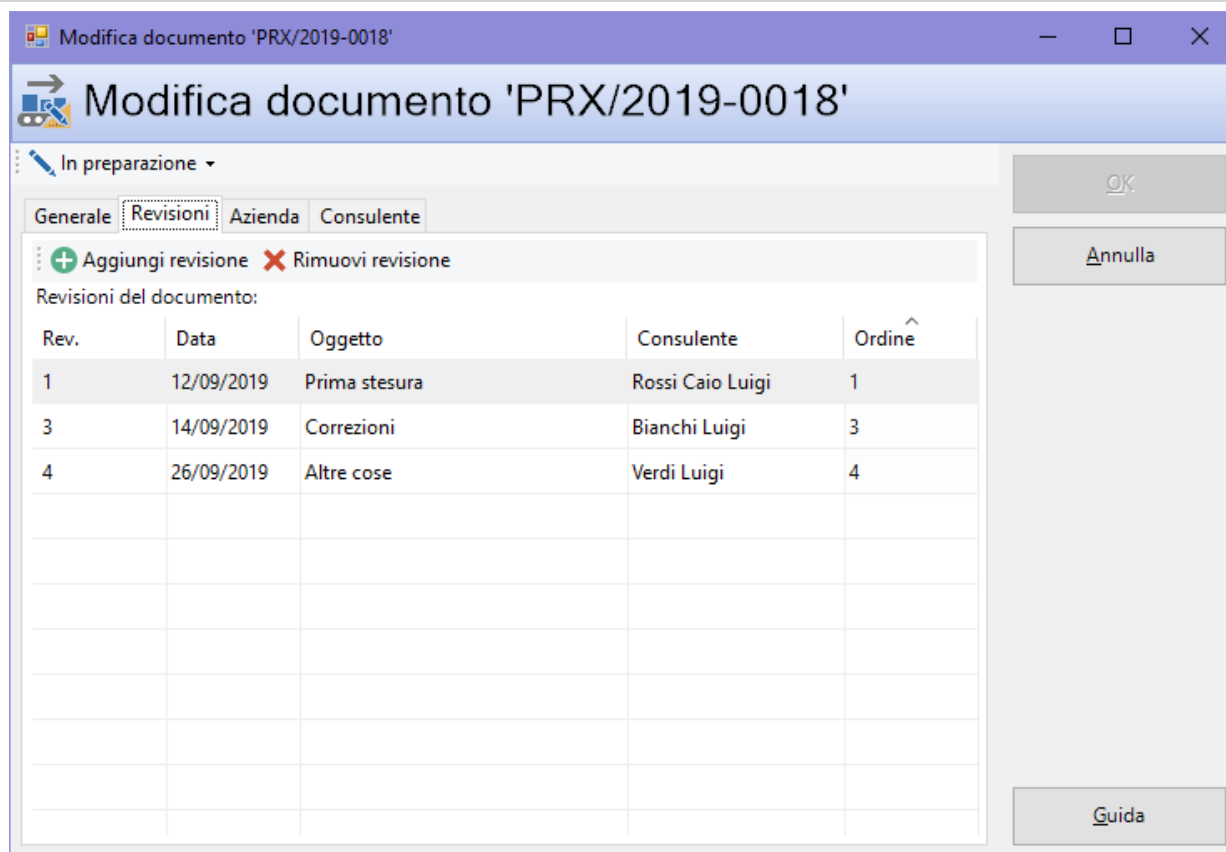 Modifica documento 'PRX/2019-0018'
Modifica documento 'PRX/2019-0018'
In preparazione
OK
Generale Revisioni Azienda Consulente
Aggiungi revisione Rimuovi revisione
Annulla
Revisioni del documento:
Rev. Data Oggetto Consulente Ordine
1 12/09/2019 Prima stesura Rossi Caio Luigi 1
3 14/09/2019 Correzioni Bianchi Luigi 3
4 26/09/2019 Altre cose Verdi Luigi 4
Guida